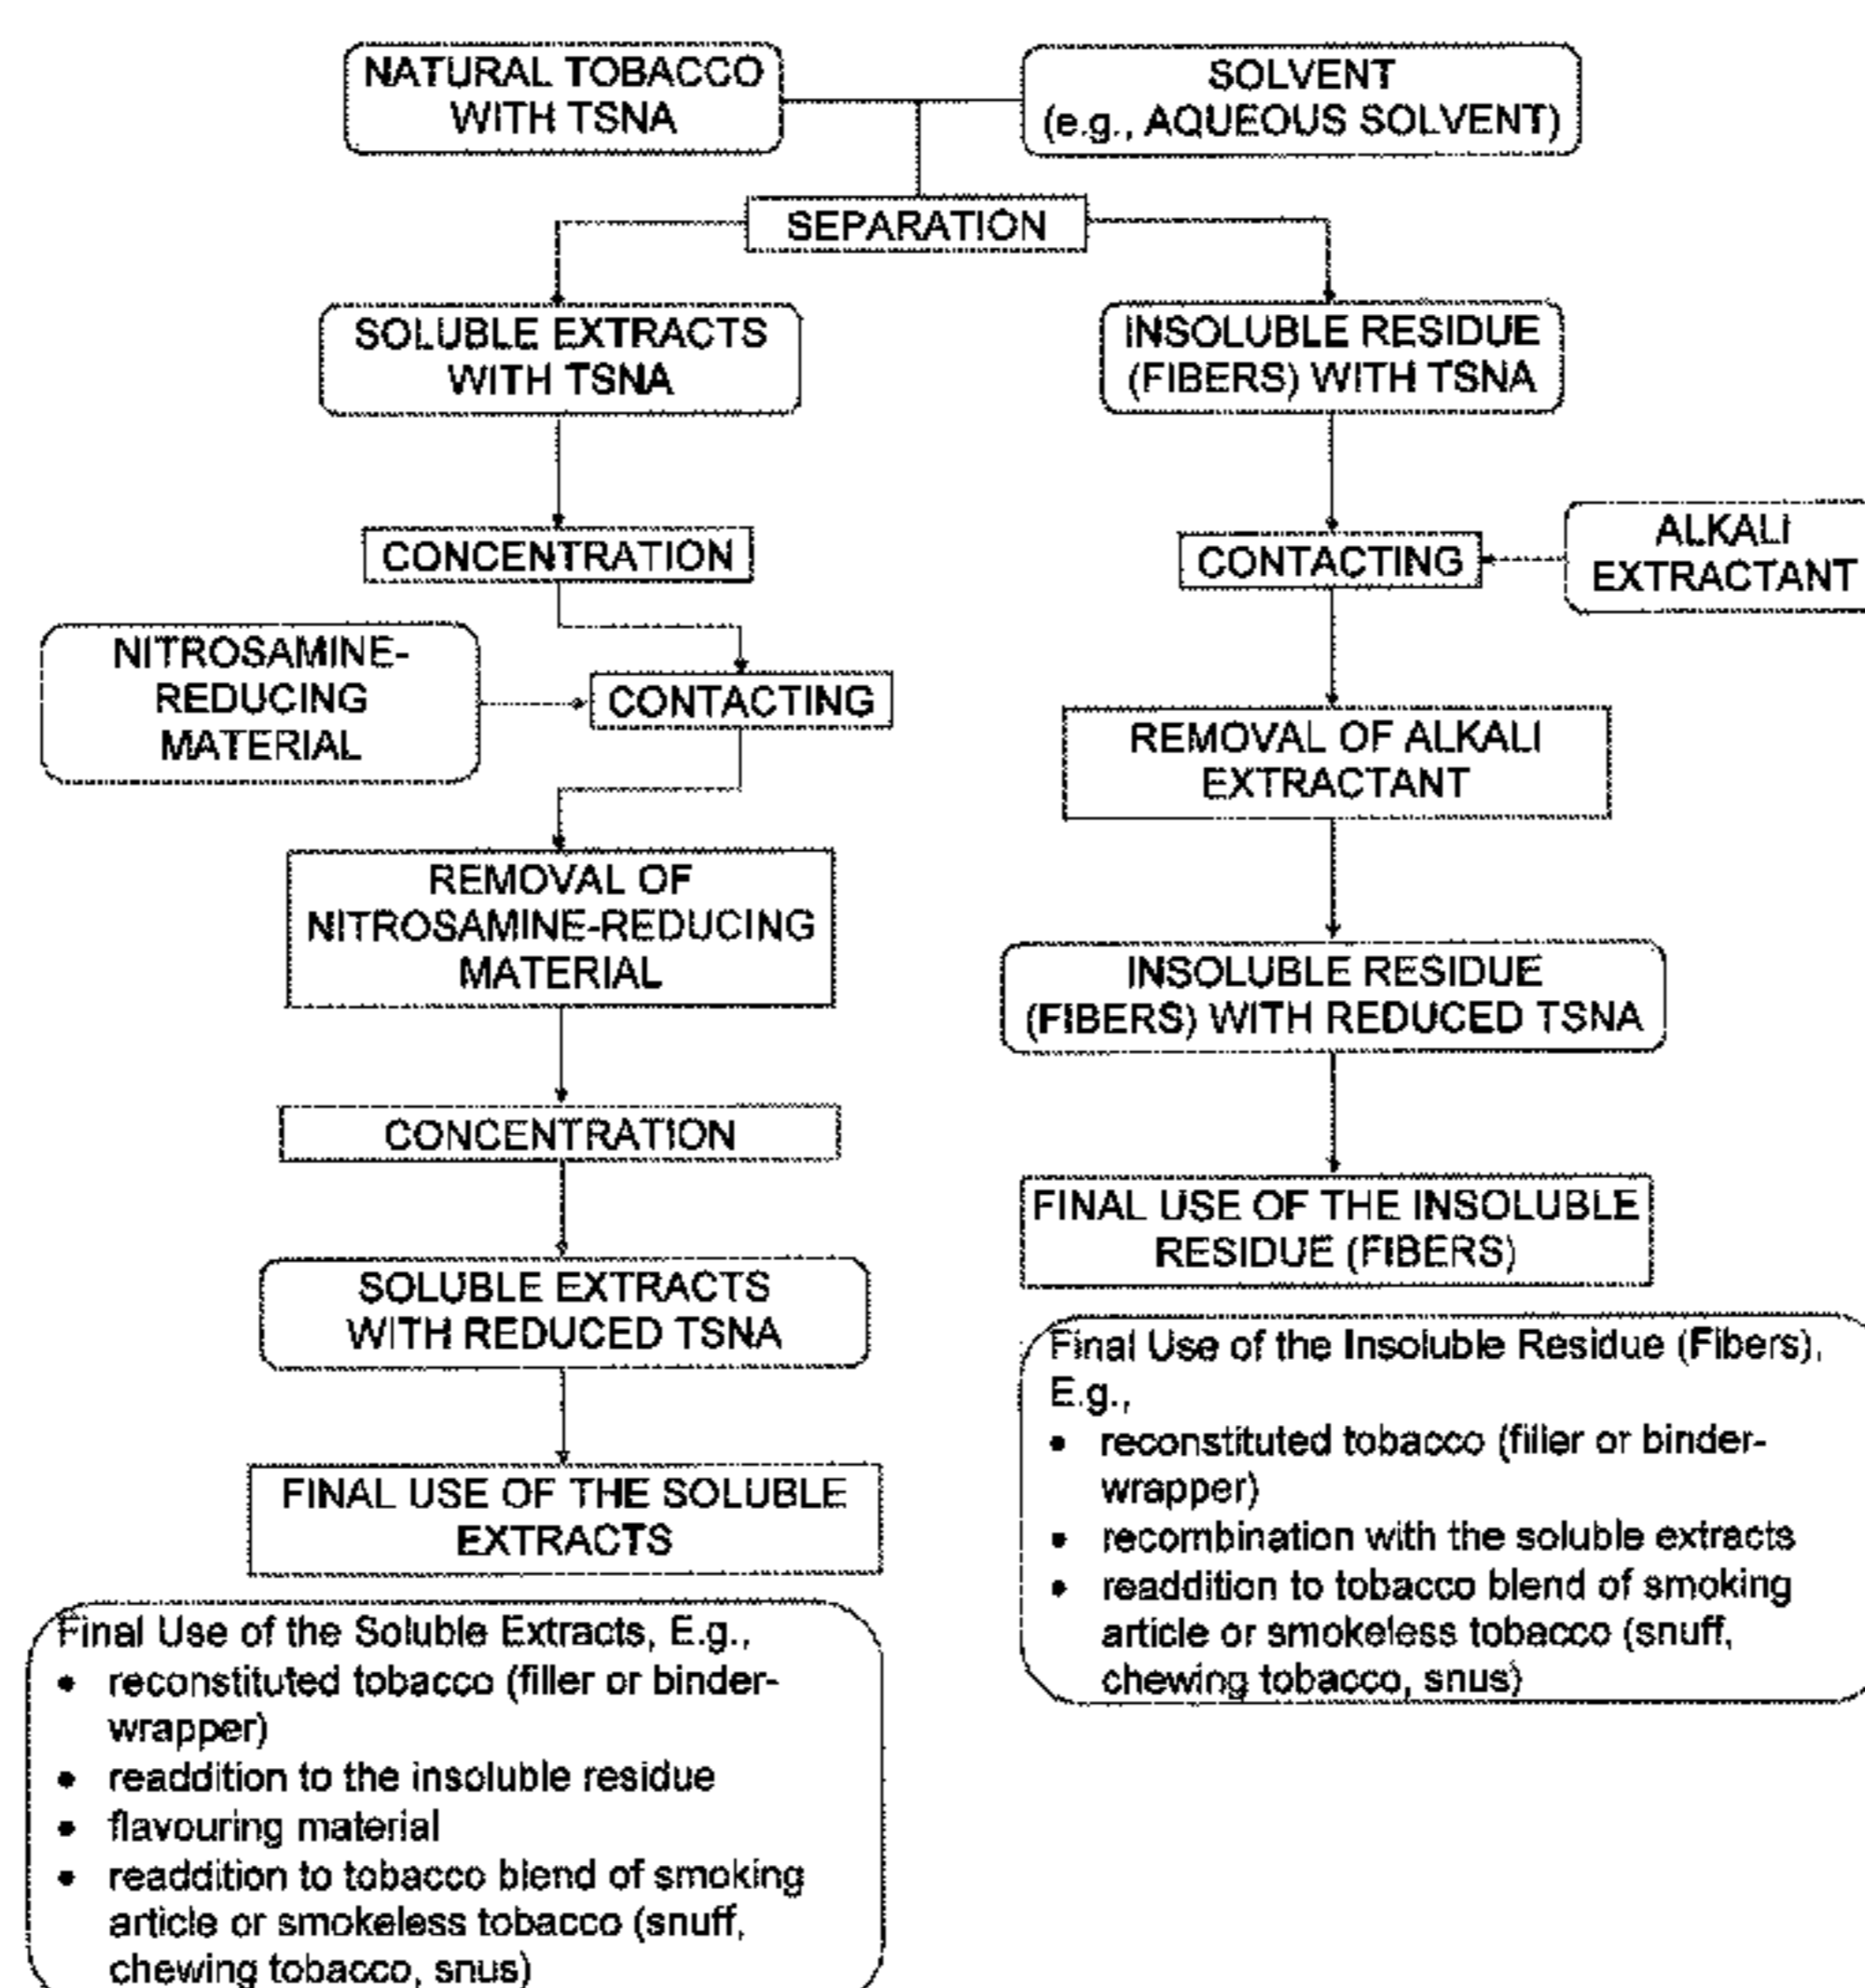 NATURAL TOBACCO
WITH TSNA
SOLVENT
(e.g., AQUEOUS SOLVENT)
SEPARATION
SOLUBLE EXTRACTS
WITH TSNA
INSOLUBLE RESIDUE
(FIBERS) WITH TSNA
CONCENTRATION
CONTACTING
ALKALI
EXTRACTANT
NITROSAMINE-
REDUCING
MATERIAL
CONTACTING
REMOVAL OF ALKALI
EXTRACTANT
REMOVAL OF
NITROSAMINE-REDUCING
MATERIAL
INSOLUBLE RESIDUE
(FIBERS) WITH REDUCED TSNA
CONCENTRATION
FINAL USE OF THE INSOLUBLE
RESIDUE (FIBERS)
SOLUBLE EXTRACTS
WITH REDUCED TSNA
Final Use of the Insoluble Residue (Fibers),
E.g.,
• reconstituted tobacco (filler or binder-
wrapper)
• recombination with the soluble extracts
• readdition to tobacco blend of smoking
article or smokeless tobacco (snuff,
chewing tobacco, snus)
FINAL USE OF THE SOLUBLE
EXTRACTS
Final Use of the Soluble Extracts, E.g.,
• reconstituted tobacco (filler or binder-
wrapper)
• readdition to the insoluble residue
• flavouring material
• readdition to tobacco blend of smoking
article or smokeless tobacco (snuff,
chewing tobacco, snus)